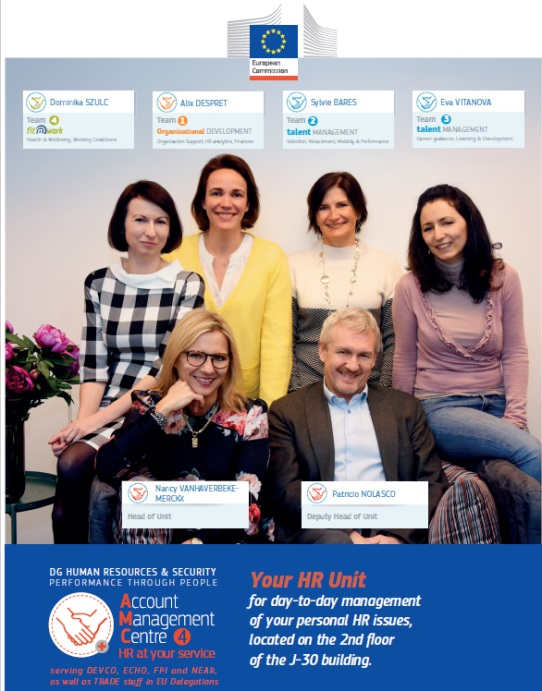 European
Commission
Dominika SZULC
Team 4
fit@work
Health & Wellbeing, Working Conditions
Alix DESPRET
Team 1
Organisational DEVELOPMENT
Organisation Support, HR analytics, Finances
Sylvie BARES
Team 2
talent MANAGEMENT
Selection, Recruitment, Mobility & Performance
Eva VITANOVA
Team 3
talent MANAGEMENT
Career guidance, Learning & Development
Nancy VANHAVERBEKE-
MERCKX
Head of Unit
Patricio NOLASCO
Deputy Head of Unit
DG HUMAN RESOURCES & SECURITY
PERFORMANCE THROUGH PEOPLE
Account
Management
Centre 4
HR at your service
serving DEVCO, ECHO, FPI and NEAR,
as well as TRADE staff in EU Delegations
Your HR Unit
for day-to-day management
of your personal HR issues,
located on the 2nd floor
of the J-30 building.